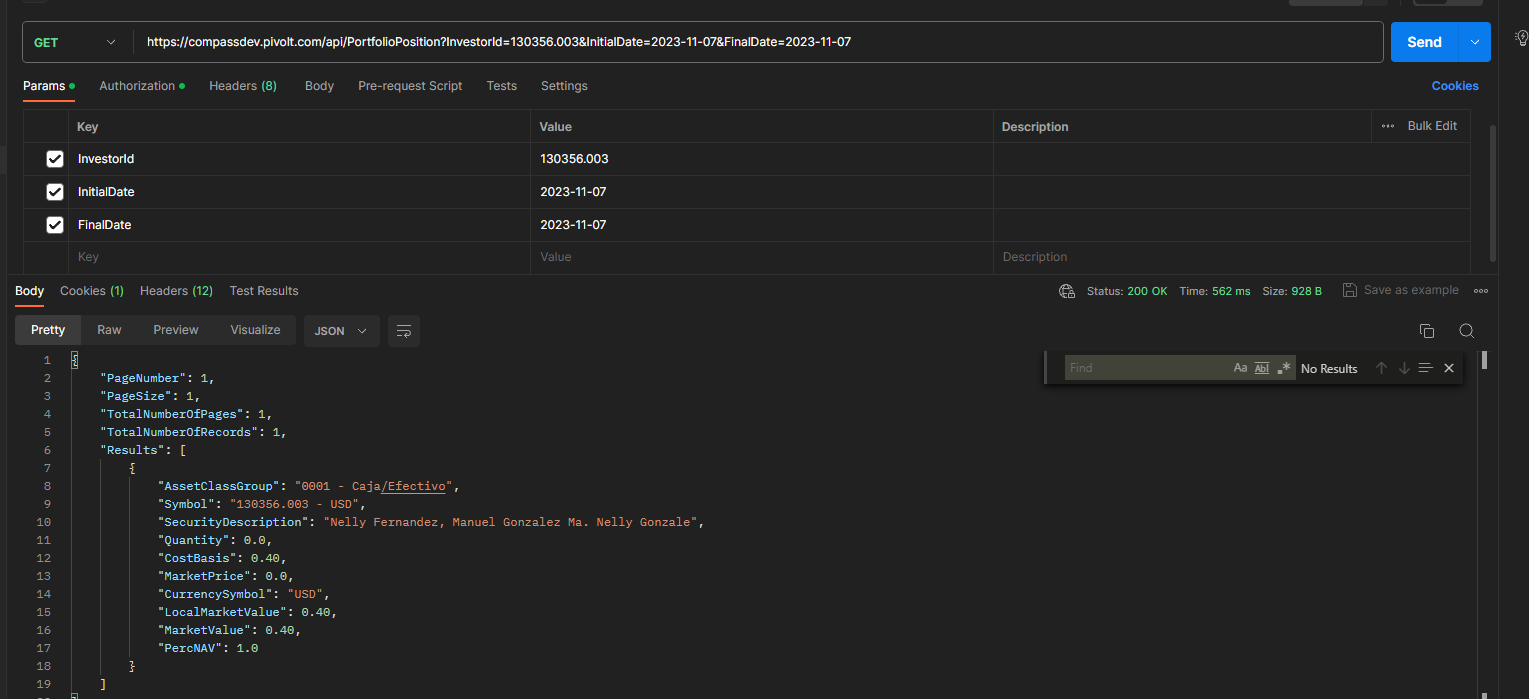 GET https://compassdev.pivolt.com/api/PortfolioPosition?InvestorId=130356.003&InitialDate=2023-11-07&FinalDate=2023-11-07 Send
Params Authorization Headers (8) Body Pre-request Script Tests Settings Cookies
Key Value Description Bulk Edit
InvestorId 130356.003
InitialDate 2023-11-07
FinalDate 2023-11-07
Key Value Description
Body Cookies (1) Headers (12) Test Results Status: 200 OK Time: 562 ms Size: 928 B Save as example
Pretty Raw Preview Visualize JSON
Find Aa Abl .* No Results
1 {
2 "PageNumber": 1,
3 "PageSize": 1,
4 "TotalNumberOfPages": 1,
5 "TotalNumberOfRecords": 1,
6 "Results": [
7 {
8 "AssetClassGroup": "0001 - Caja/Efectivo",
9 "Symbol": "130356.003 - USD",
10 "SecurityDescription": "Nelly Fernandez, Manuel Gonzalez Ma. Nelly Gonzale",
11 "Quantity": 0.0,
12 "CostBasis": 0.40,
13 "MarketPrice": 0.0,
14 "CurrencySymbol": "USD",
15 "LocalMarketValue": 0.40,
16 "MarketValue": 0.40,
17 "PercNAV": 1.0
18 }
19 ]